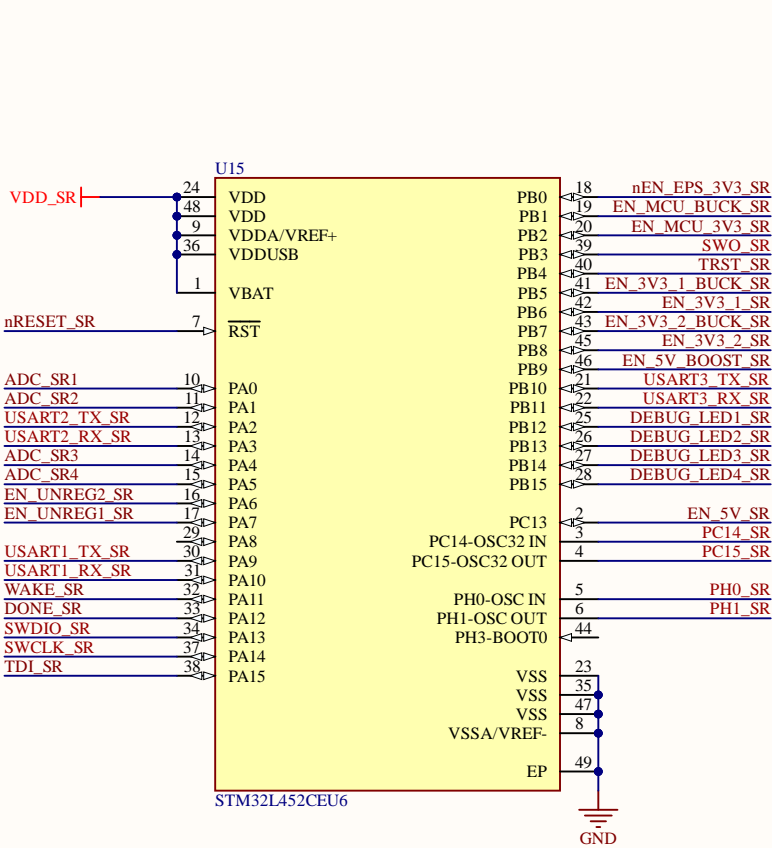 U15
VDD_SR
24 VDD
48 VDD
9 VDDA/VREF+
36 VDDUSB
1 VBAT
nRESET_SR 7 RST
ADC_SR1 10 PA0
ADC_SR2 11 PA1
USART2_TX_SR 12 PA2
USART2_RX_SR 13 PA3
ADC_SR3 14 PA4
ADC_SR4 15 PA5
EN_UNREG2_SR 16 PA6
EN_UNREG1_SR 17 PA7
29 PA8
USART1_TX_SR 30 PA9
USART1_RX_SR 31 PA10
WAKE_SR 32 PA11
DONE_SR 33 PA12
SWDIO_SR 34 PA13
SWCLK_SR 37 PA14
TDI_SR 38 PA15
PB0 18 nEN_EPS_3V3_SR
PB1 19 EN_MCU_BUCK_SR
PB2 20 EN_MCU_3V3_SR
PB3 39 SWO_SR
PB4 40 TRST_SR
PB5 41 EN_3V3_1_BUCK_SR
PB6 42 EN_3V3_1_SR
PB7 43 EN_3V3_2_BUCK_SR
PB8 45 EN_3V3_2_SR
PB9 46 EN_5V_BOOST_SR
PB10 21 USART3_TX_SR
PB11 22 USART3_RX_SR
PB12 25 DEBUG_LED1_SR
PB13 26 DEBUG_LED2_SR
PB14 27 DEBUG_LED3_SR
PB15 28 DEBUG_LED4_SR
PC13 2 EN_5V_SR
PC14-OSC32 IN 3 PC14_SR
PC15-OSC32 OUT 4 PC15_SR
PH0-OSC IN 5 PH0_SR
PH1-OSC OUT 6 PH1_SR
PH3-BOOT0 44
VSS 23
VSS 35
VSS 47
VSSA/VREF- 8
EP 49
STM32L452CEU6
GND